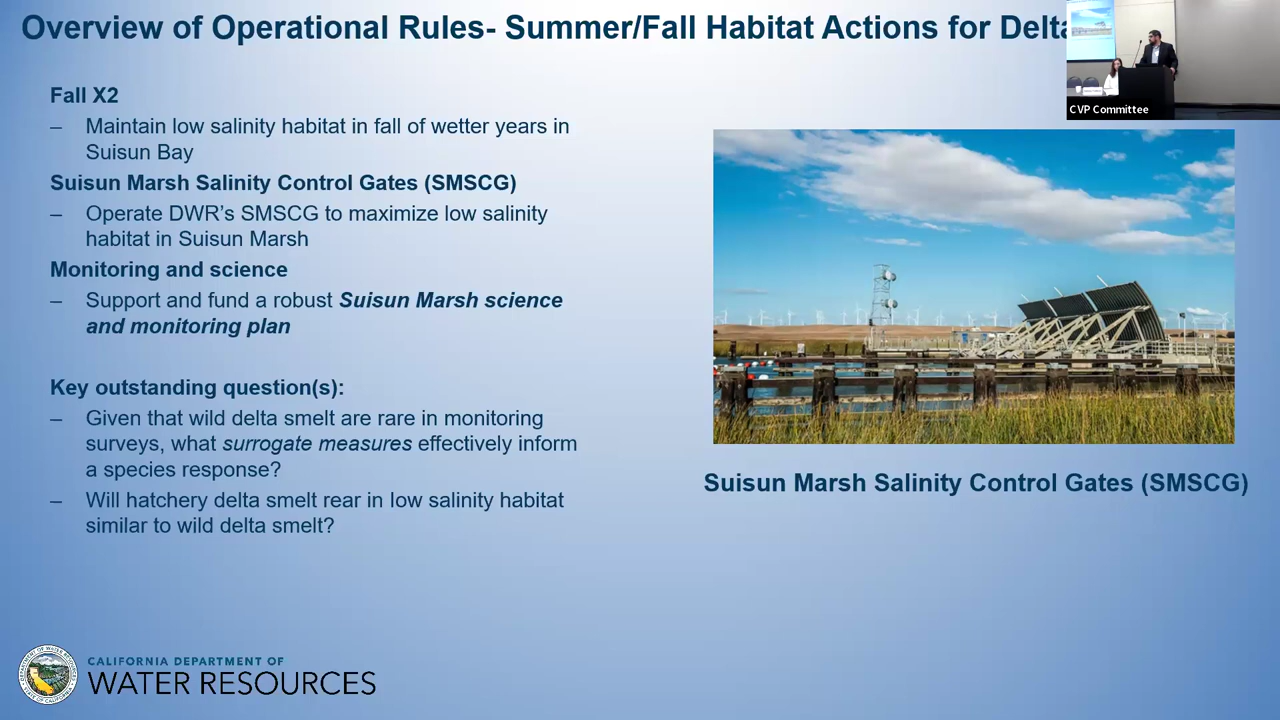 Overview of Operational Rules- Summer/Fall Habitat Actions for Delta
CVP Committee
Fall X2
– Maintain low salinity habitat in fall of wetter years in
Suisun Bay
Suisun Marsh Salinity Control Gates (SMSCG)
– Operate DWR’s SMSCG to maximize low salinity
habitat in Suisun Marsh
Monitoring and science
– Support and fund a robust Suisun Marsh science
and monitoring plan
Key outstanding question(s):
– Given that wild delta smelt are rare in monitoring
surveys, what surrogate measures effectively inform
a species response?
– Will hatchery delta smelt rear in low salinity habitat
similar to wild delta smelt?
Suisun Marsh Salinity Control Gates (SMSCG)
CALIFORNIA DEPARTMENT OF
WATER RESOURCES